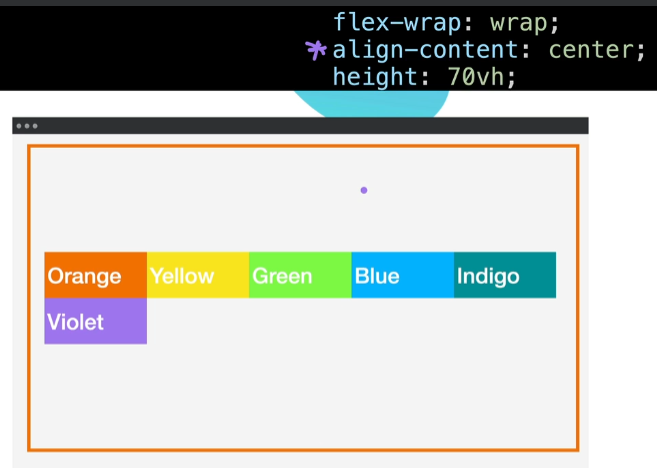 flex-wrap: wrap;
align-content: center;
height: 70vh;
Orange Yellow Green Blue Indigo
Violet